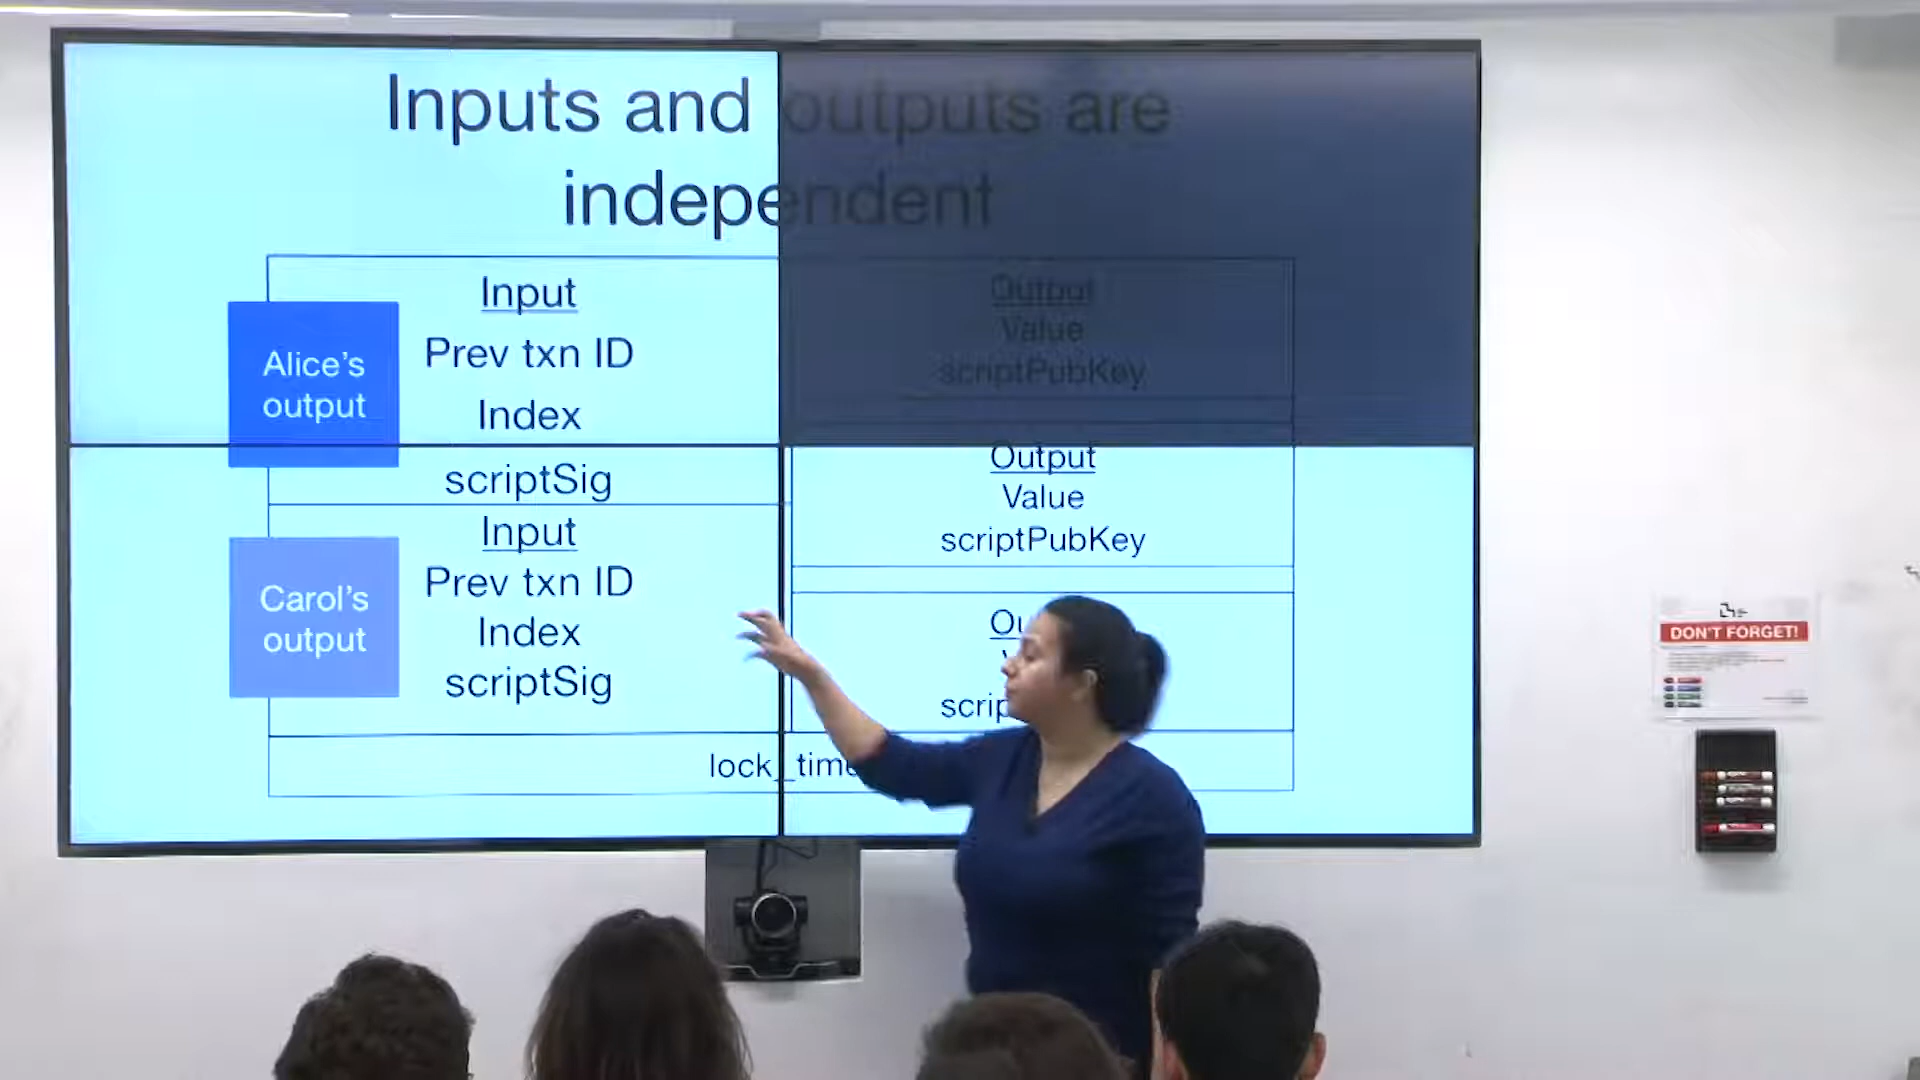 Inputs and outputs are
independent
Input
Prev txn ID
Index
scriptSig
Alice's
output
Input
Prev txn ID
Index
scriptSig
Carol's
output
Output
Value
scriptPubKey
Output
Value
scriptPubKey
lock_time
DON'T FORGET!